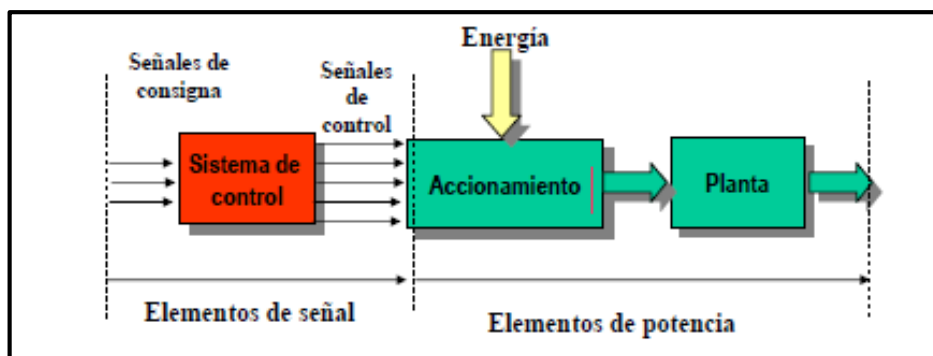 Energía
Señales de
consigna
Señales
de
control
Sistema de
control
Accionamiento
Planta
Elementos de señal
Elementos de potencia